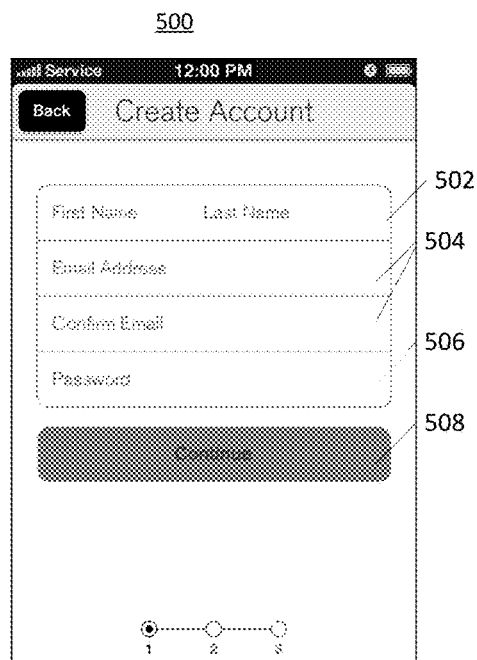 500
Service 12:00 PM
Back Create Account
First Name Last Name 502
Email Address 504
Confirm Email
Password 506
Continue 508
1 2 3